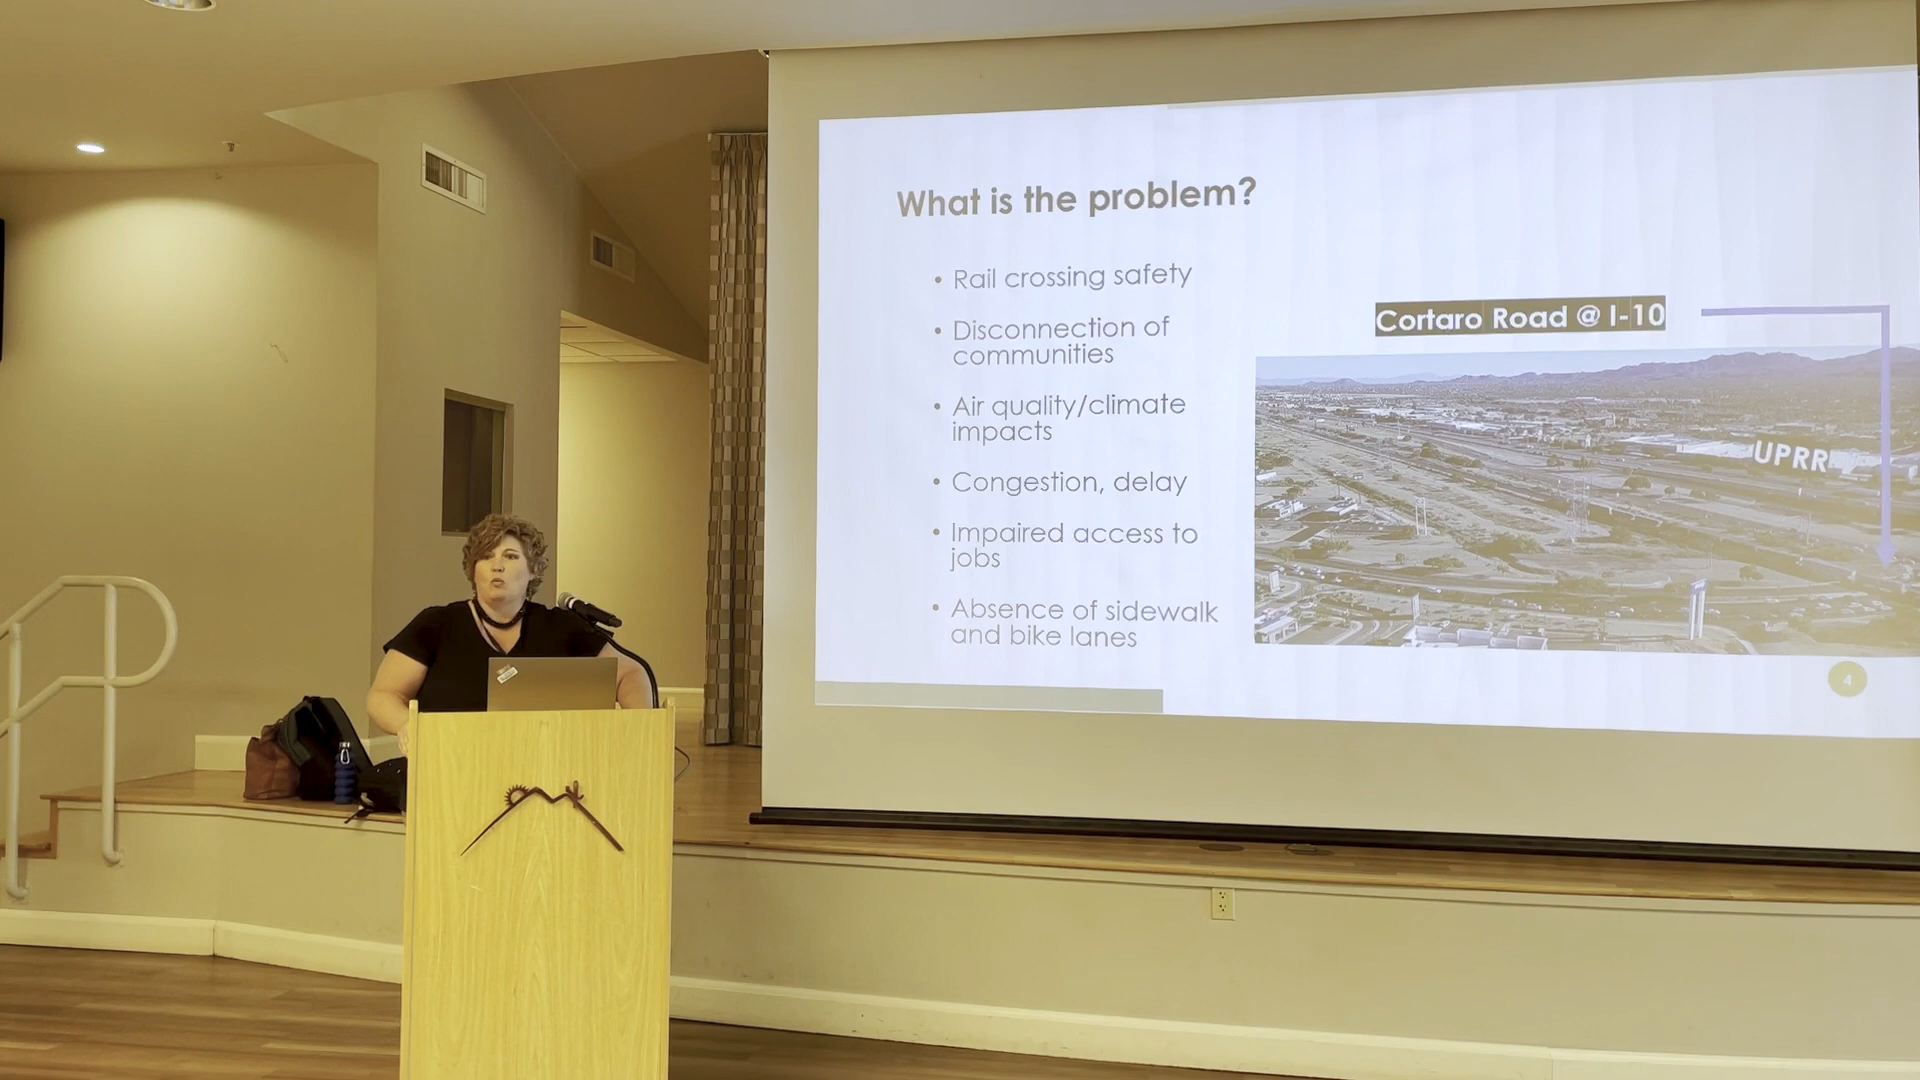 What is the problem?
• Rail crossing safety
• Disconnection of
communities
• Air quality/climate
impacts
• Congestion, delay
• Impaired access to
jobs
• Absence of sidewalk
and bike lanes
Cortaro Road @ I-10
UPRR
4